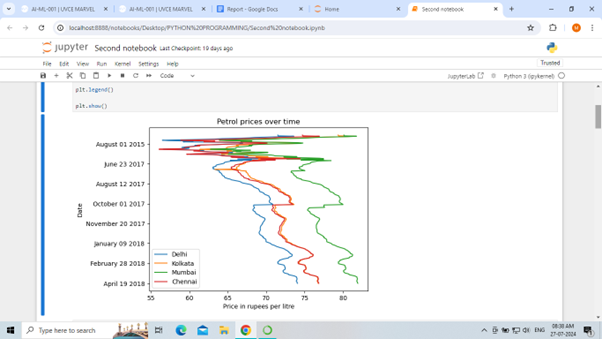 AI-ML-001 | UVCE MARVEL
AI-ML-001 | UVCE MARVEL
Report - Google Docs
Home
Second notebook
localhost:8888/notebooks/Desktop/PYTHON%20PROGRAMMING/Second%20notebook.ipynb
jupyter Second notebook Last Checkpoint: 19 days ago
File Edit View Run Kernel Settings Help
Trusted
Code
JupyterLab
Python 3 (ipykernel)
plt.legend()
plt.show()
Petrol prices over time
August 01 2015
June 23 2017
August 12 2017
October 01 2017
November 20 2017
January 09 2018
February 28 2018
April 19 2018
Date
Delhi
Kolkata
Mumbai
Chennai
55 60 65 70 75 80
Price in rupees per litre
Type here to search
ENG
08:38 AM
27-07-2024